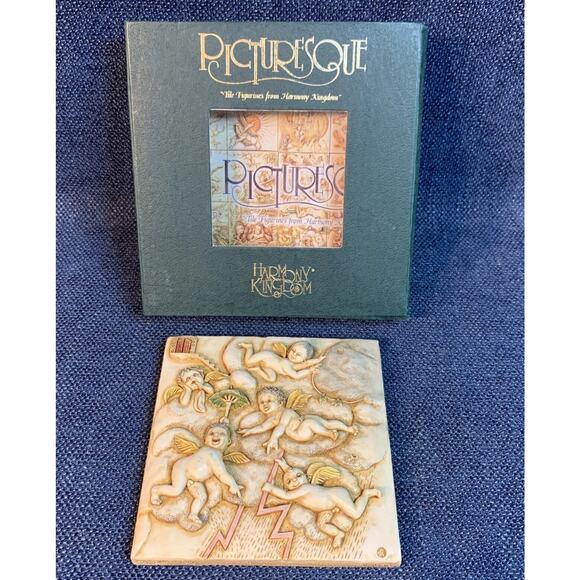 PICTURESQUE
"Tile Figurines from Harmony Kingdom"
PICTURESQ
Tile Figurines from Harmony
HARMONY
KINGDOM